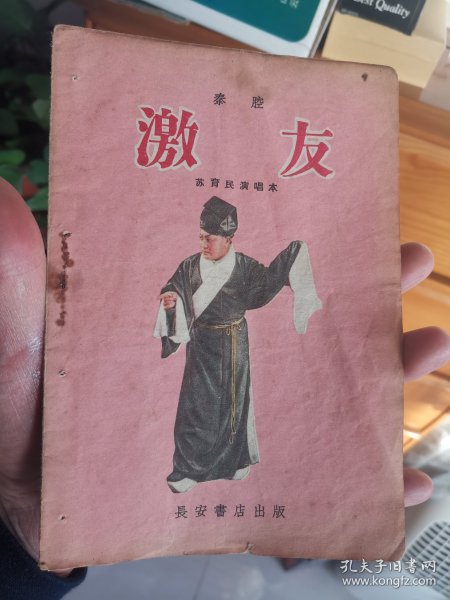 st Quality
秦腔
激友
苏育民演唱本
長安書店出版
孔夫子旧书网
www.kongfz.com